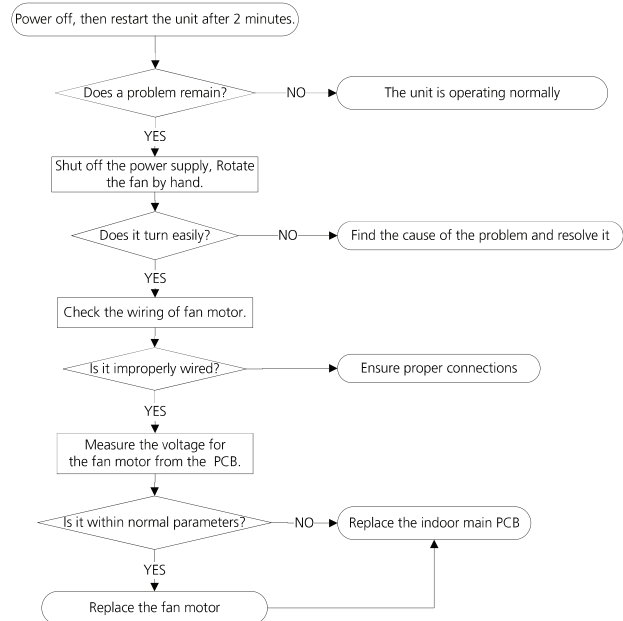 Power off, then restart the unit after 2 minutes.
Does a problem remain?
NO
The unit is operating normally
YES
Shut off the power supply, Rotate
the fan by hand.
Does it turn easily?
NO
Find the cause of the problem and resolve it
YES
Check the wiring of fan motor.
Is it improperly wired?
Ensure proper connections
YES
Measure the voltage for
the fan motor from the PCB.
Is it within normal parameters?
NO
Replace the indoor main PCB
YES
Replace the fan motor